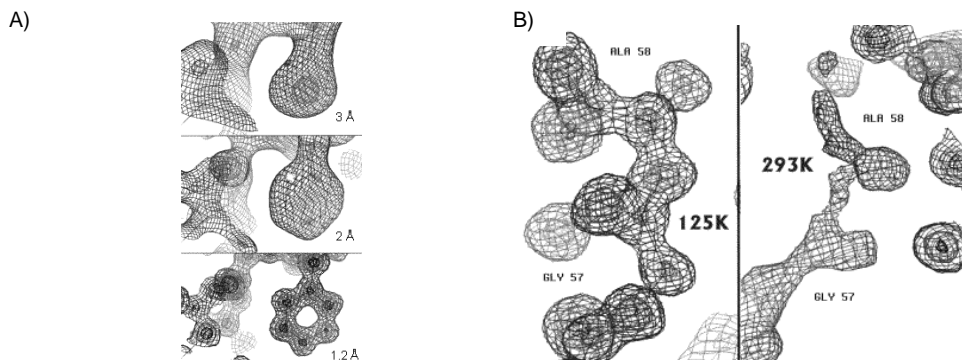 A)
3 Å
2 Å
1.2 Å
B)
ALA 58
125K
GLY 57
ALA 58
293K
GLY 57